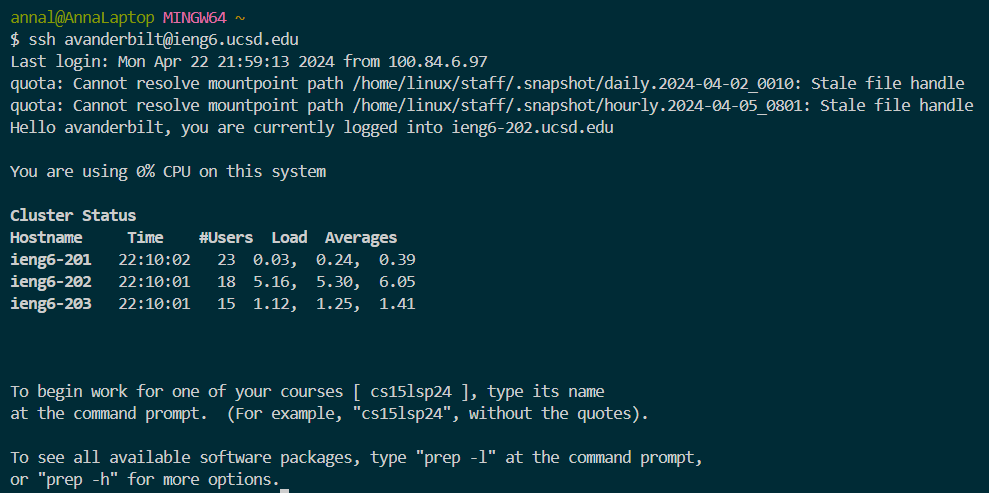 annal@AnnaLaptop MINGW64 ~
$ ssh avanderbilt@ieng6.ucsd.edu
Last login: Mon Apr 22 21:59:13 2024 from 100.84.6.97
quota: Cannot resolve mountpoint path /home/linux/staff/.snapshot/daily.2024-04-02_0010: Stale file handle
quota: Cannot resolve mountpoint path /home/linux/staff/.snapshot/hourly.2024-04-05_0801: Stale file handle
Hello avanderbilt, you are currently logged into ieng6-202.ucsd.edu

You are using 0% CPU on this system

Cluster Status
Hostname     Time    #Users  Load  Averages
ieng6-201   22:10:02   23  0.03,  0.24,  0.39
ieng6-202   22:10:01   18  5.16,  5.30,  6.05
ieng6-203   22:10:01   15  1.12,  1.25,  1.41

To begin work for one of your courses [ cs15lsp24 ], type its name
at the command prompt.  (For example, "cs15lsp24", without the quotes).

To see all available software packages, type "prep -l" at the command prompt,
or "prep -h" for more options.